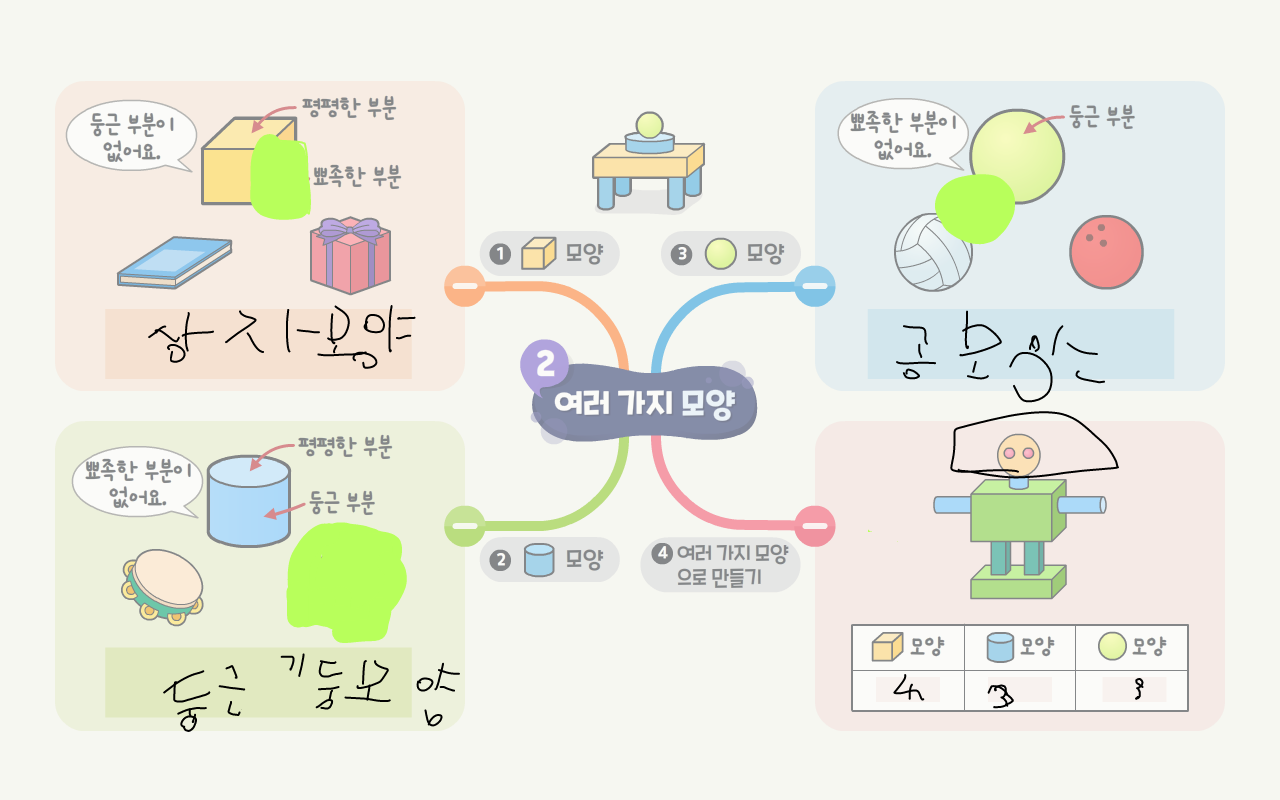 둥근 부분이
없어요.
평평한 부분
뾰족한 부분
상자모양
1 모양
3 모양
뾰족한 부분이
없어요.
둥근 부분
공모양
2
여러 가지 모양
뾰족한 부분이
없어요.
평평한 부분
둥근 부분
둥근 기둥모양
2 모양
4 여러 가지 모양
으로 만들기
모양 모양 모양
4 3